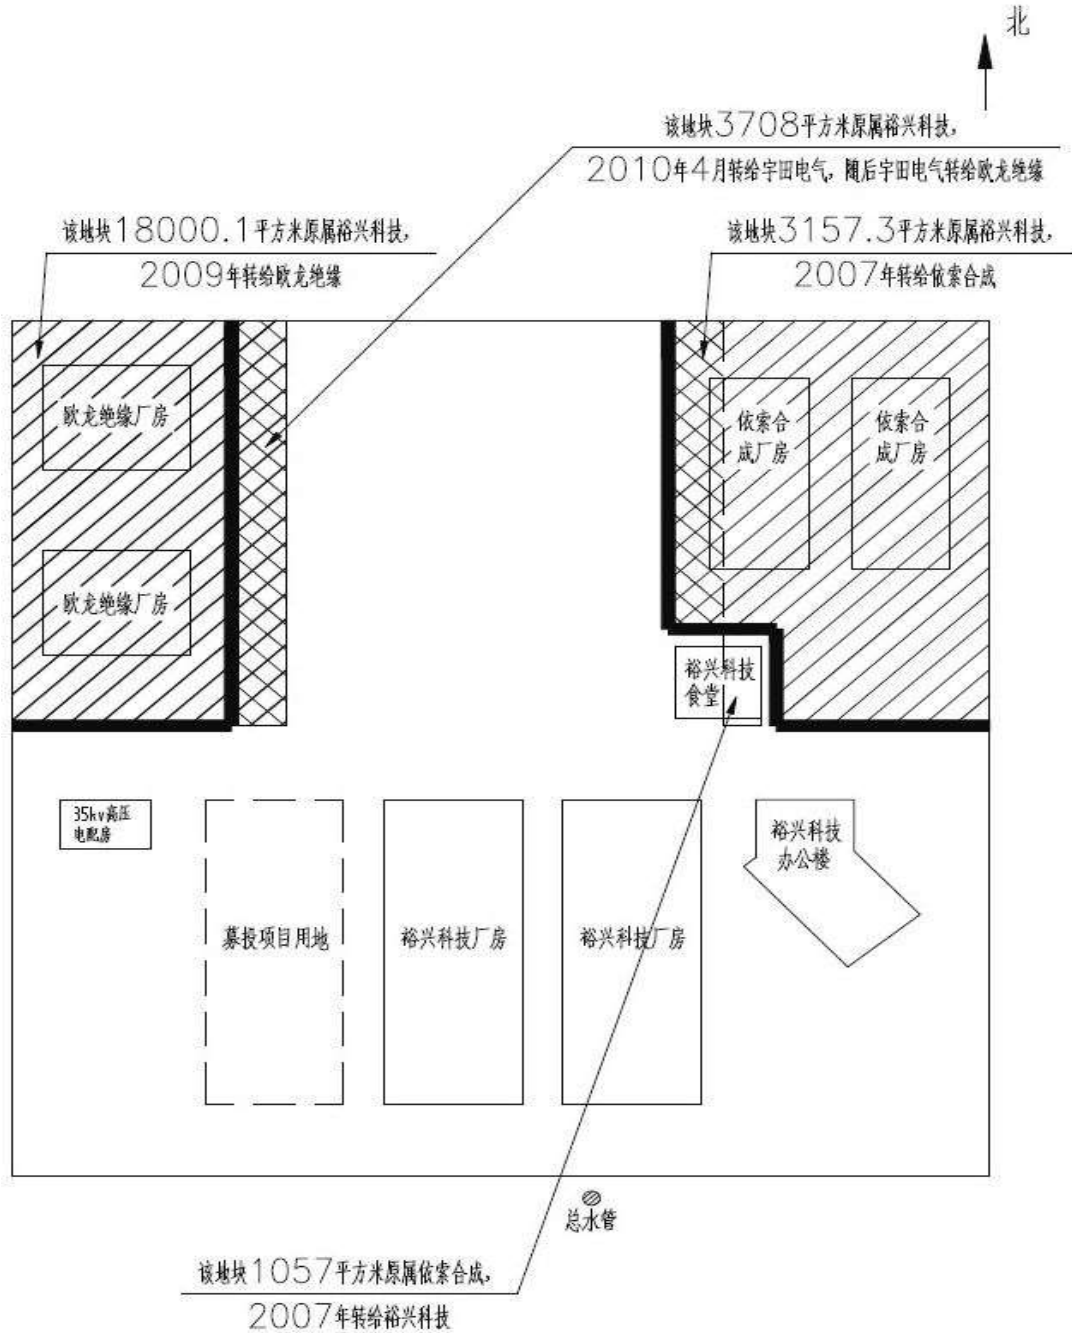 北
该地块3708平方米原属裕兴科技，
2010年4月转给宇田电气，随后宇田电气转给欧龙绝缘
该地块18000.1平方米原属裕兴科技，
2009年转给欧龙绝缘
该地块3157.3平方米原属裕兴科技，
2007年转给依索合成
欧龙绝缘厂房
依索合
成厂房
依索合
成厂房
欧龙绝缘厂房
裕兴科技
食堂
35kv高压
电配房
裕兴科技
办公楼
募投项目用地
裕兴科技厂房
裕兴科技厂房
总水管
该地块1057平方米原属依索合成，
2007年转给裕兴科技